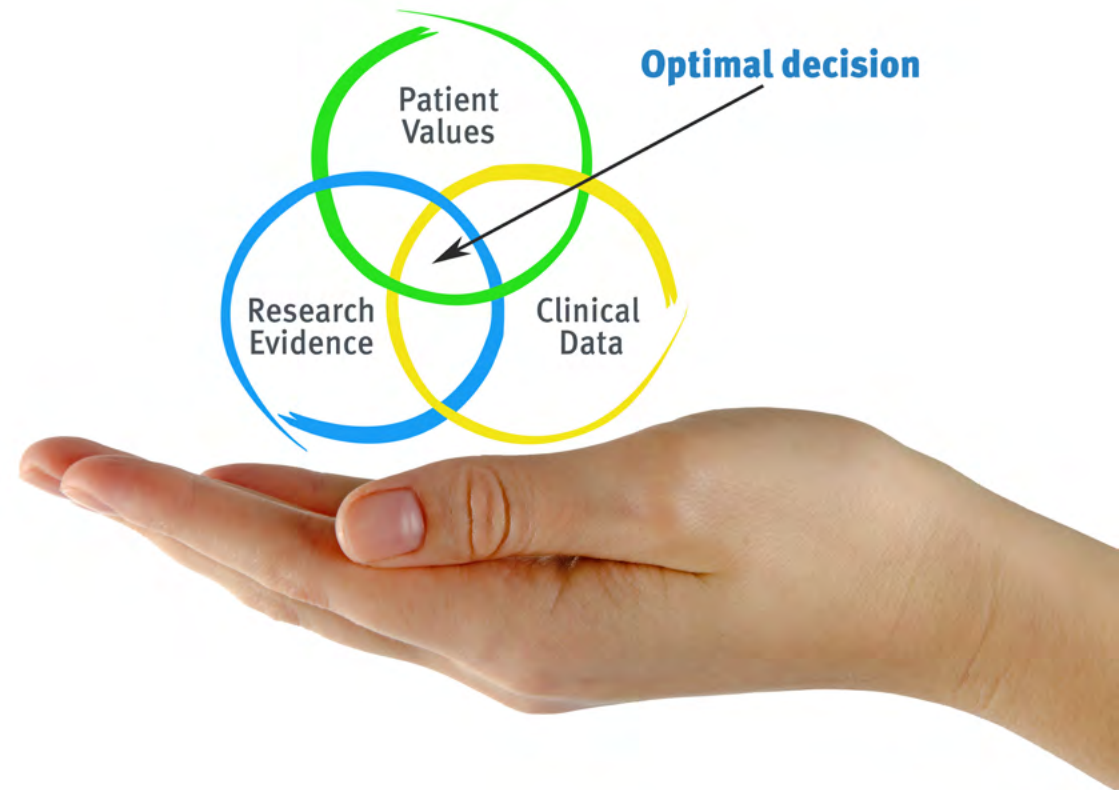 Optimal decision
Patient
Values
Research
Evidence
Clinical
Data